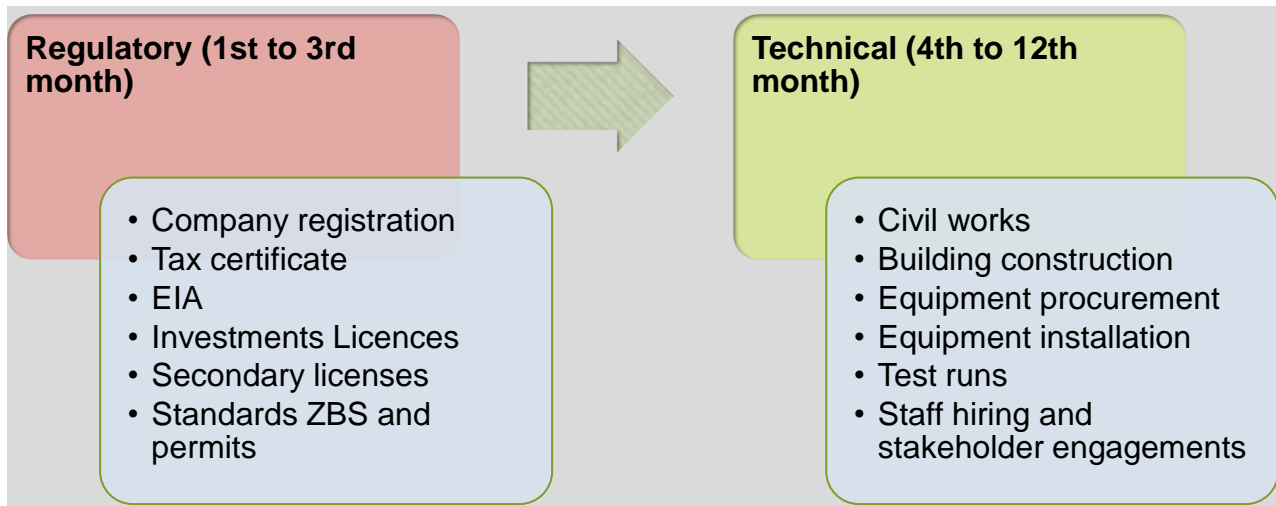 Regulatory (1st to 3rd
month)
• Company registration
• Tax certificate
• EIA
• Investments Licences
• Secondary licenses
• Standards ZBS and
permits
Technical (4th to 12th
month)
• Civil works
• Building construction
• Equipment procurement
• Equipment installation
• Test runs
• Staff hiring and
stakeholder engagements